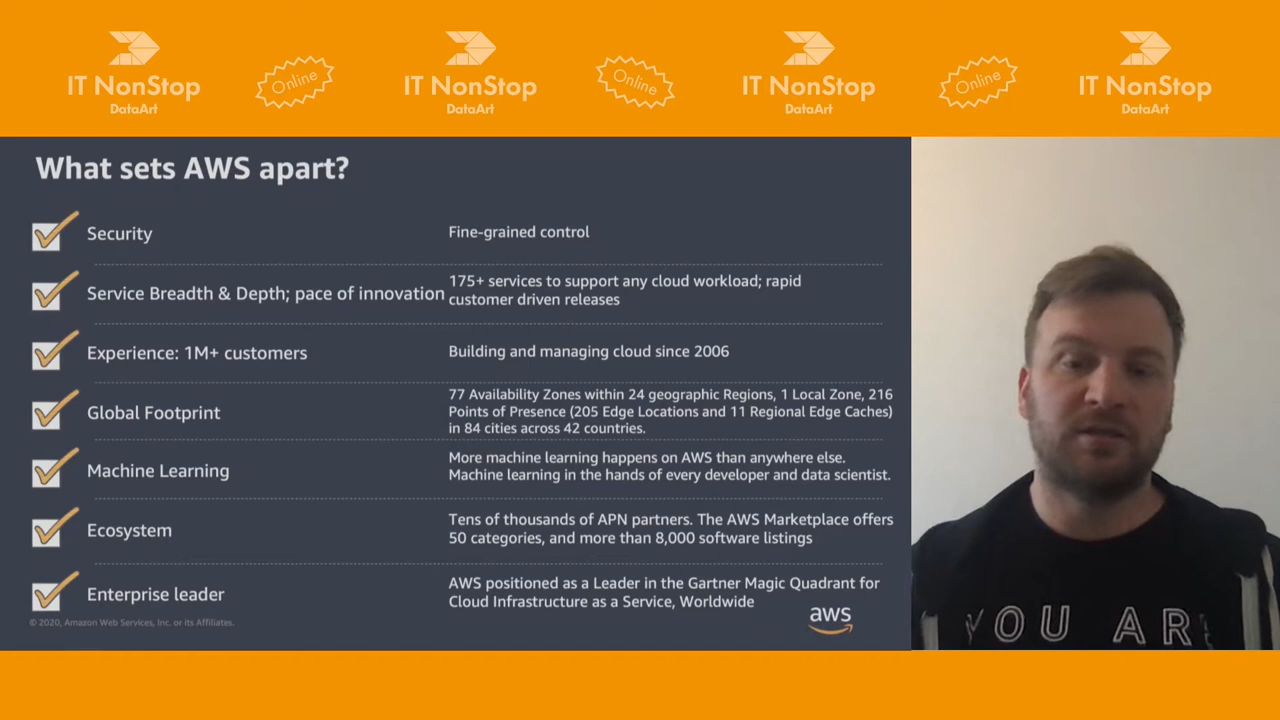 IT NonStop
DataArt
Online
IT NonStop
DataArt
Online
IT NonStop
DataArt
Online
IT NonStop
DataArt
What sets AWS apart?
Security
Fine-grained control
Service Breadth & Depth; pace of innovation
175+ services to support any cloud workload; rapid
customer driven releases
Experience: 1M+ customers
Building and managing cloud since 2006
Global Footprint
77 Availability Zones within 24 geographic Regions, 1 Local Zone, 216
Points of Presence (205 Edge Locations and 11 Regional Edge Caches)
in 84 cities across 42 countries.
Machine Learning
More machine learning happens on AWS than anywhere else.
Machine learning in the hands of every developer and data scientist.
Ecosystem
Tens of thousands of APN partners. The AWS Marketplace offers
50 categories, and more than 8,000 software listings
Enterprise leader
AWS positioned as a Leader in the Gartner Magic Quadrant for
Cloud Infrastructure as a Service, Worldwide
© 2020, Amazon Web Services, Inc. or its Affiliates.
aws
YOU